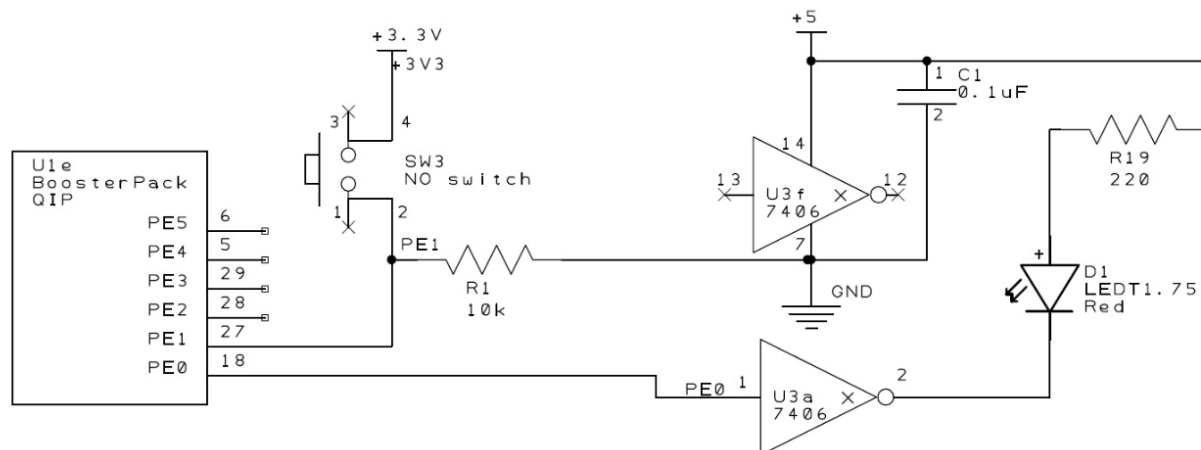 +5
+3.3V
+3V3
1 C1
0.1uF
2
3
4
SW3
NO switch
1
2
14
13
12
U3f
7406
7
R19
220
U1e
BoosterPack
QIP
PE5 6
PE4 5
PE3 29
PE2 28
PE1 27
PE0 18
PE1
R1
10k
GND
+
D1
LEDT1.75
Red
PE0 1
2
U3a
7406